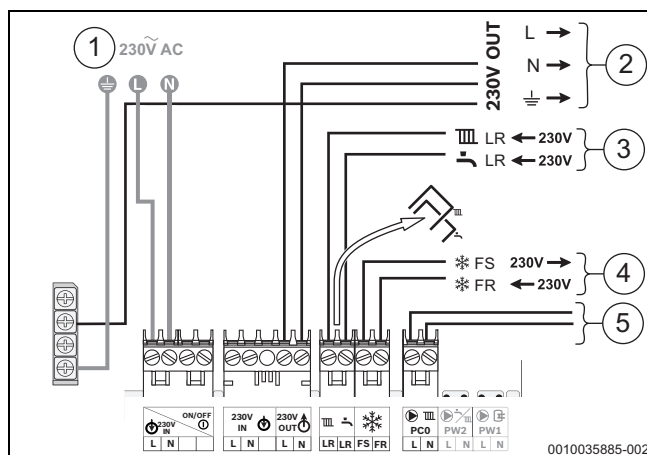 1 230V AC
L N
230V OUT
L
N
2
LR 230V
LR 230V
3
FS 230V
FR 230V
4
5
230V IN ON/OFF
L N
230V IN 230V OUT
L N L N
LR LR FS FR
PC0 PW2 PW1
L N L N L N
0010035885-002